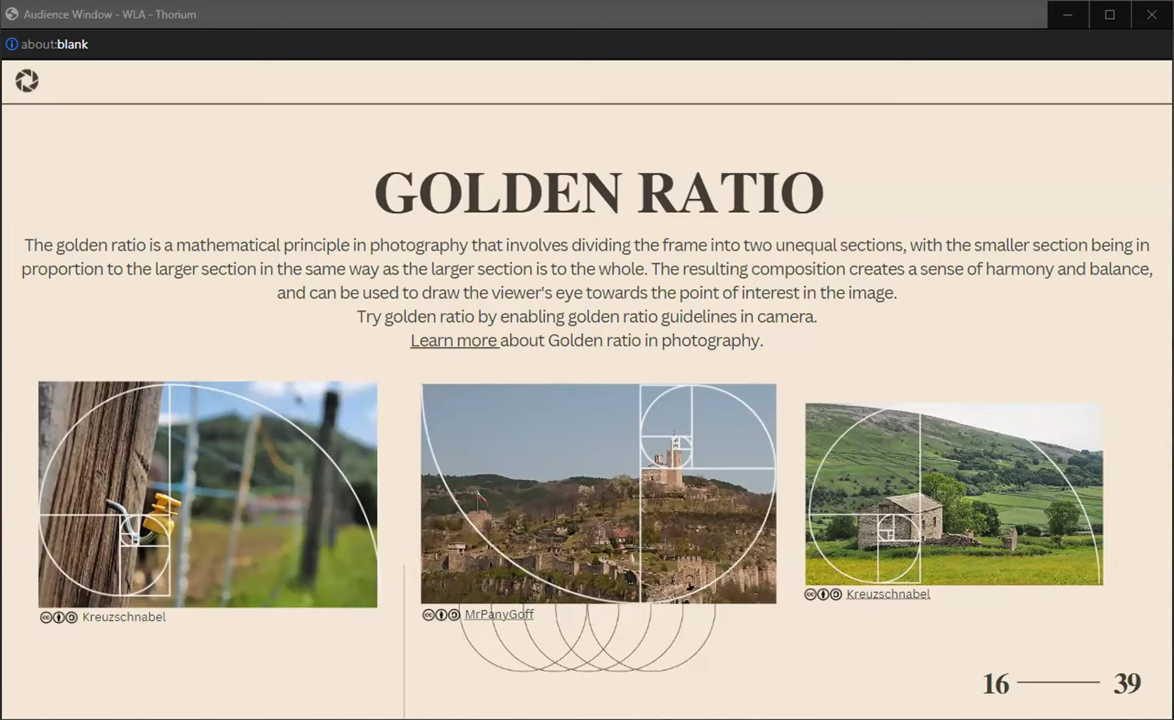 Audience Window - WLA - Thorium
about:blank
GOLDEN RATIO
The golden ratio is a mathematical principle in photography that involves dividing the frame into two unequal sections, with the smaller section being in
proportion to the larger section in the same way as the larger section is to the whole. The resulting composition creates a sense of harmony and balance,
and can be used to draw the viewer's eye towards the point of interest in the image.
Try golden ratio by enabling golden ratio guidelines in camera.
Learn more about Golden ratio in photography.
Kreuzschnabel
MrPanyGoff
Kreuzschnabel
16
39